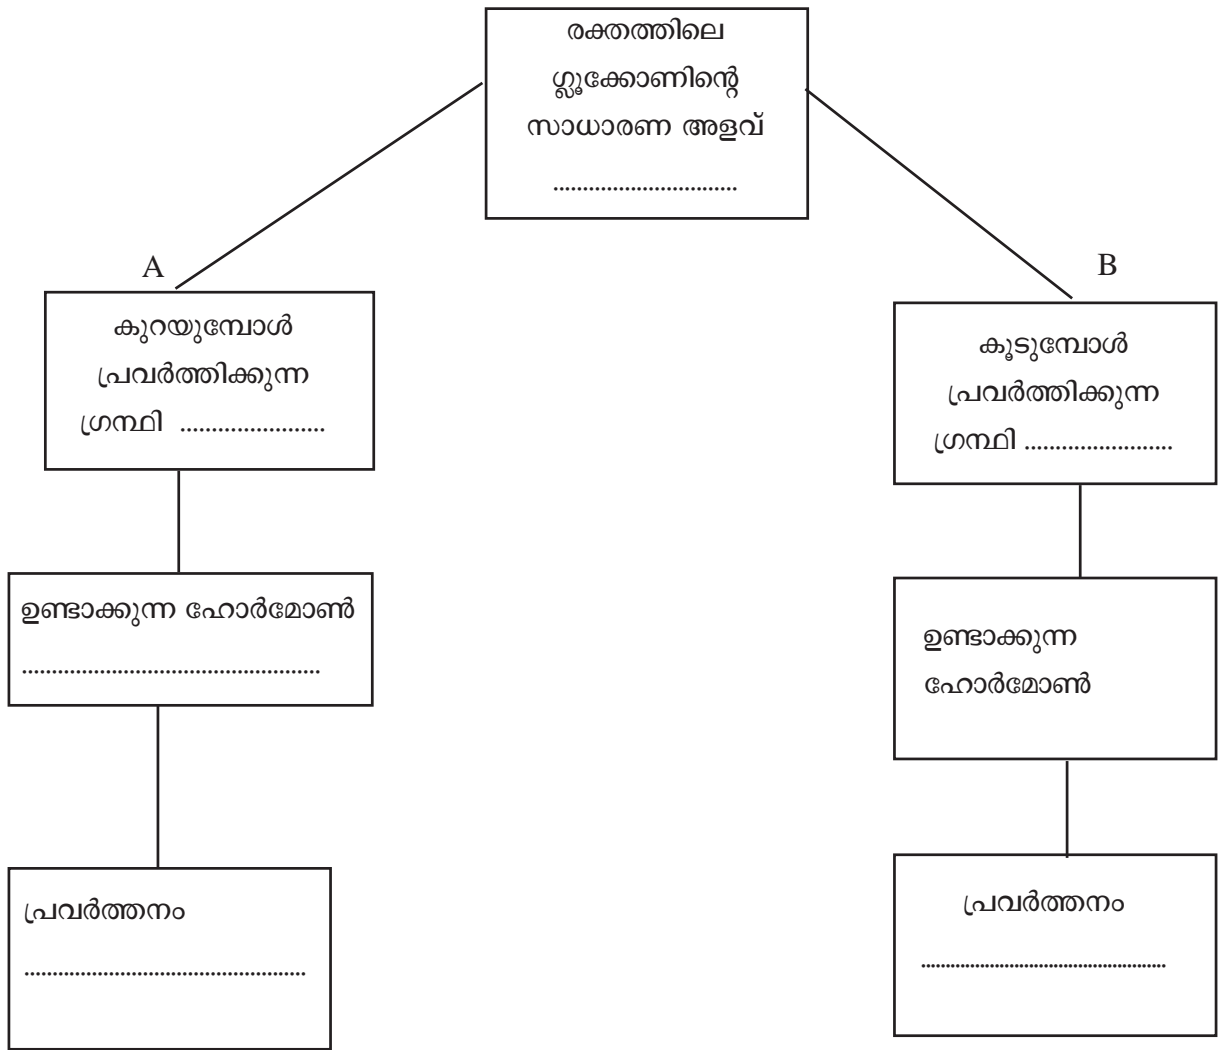 രക്തത്തിലെ
ഗ്ലൂക്കോണിന്റെ
സാധാരണ അളവ്
...............................
A
B
കുറയുമ്പോൾ
പ്രവർത്തിക്കുന്ന
ഗ്രന്ഥി .......................
കൂടുമ്പോൾ
പ്രവർത്തിക്കുന്ന
ഗ്രന്ഥി ........................
ഉണ്ടാക്കുന്ന ഹോർമോൺ
..................................................
ഉണ്ടാക്കുന്ന
ഹോർമോൺ
പ്രവർത്തനം
..................................................
പ്രവർത്തനം
..................................................